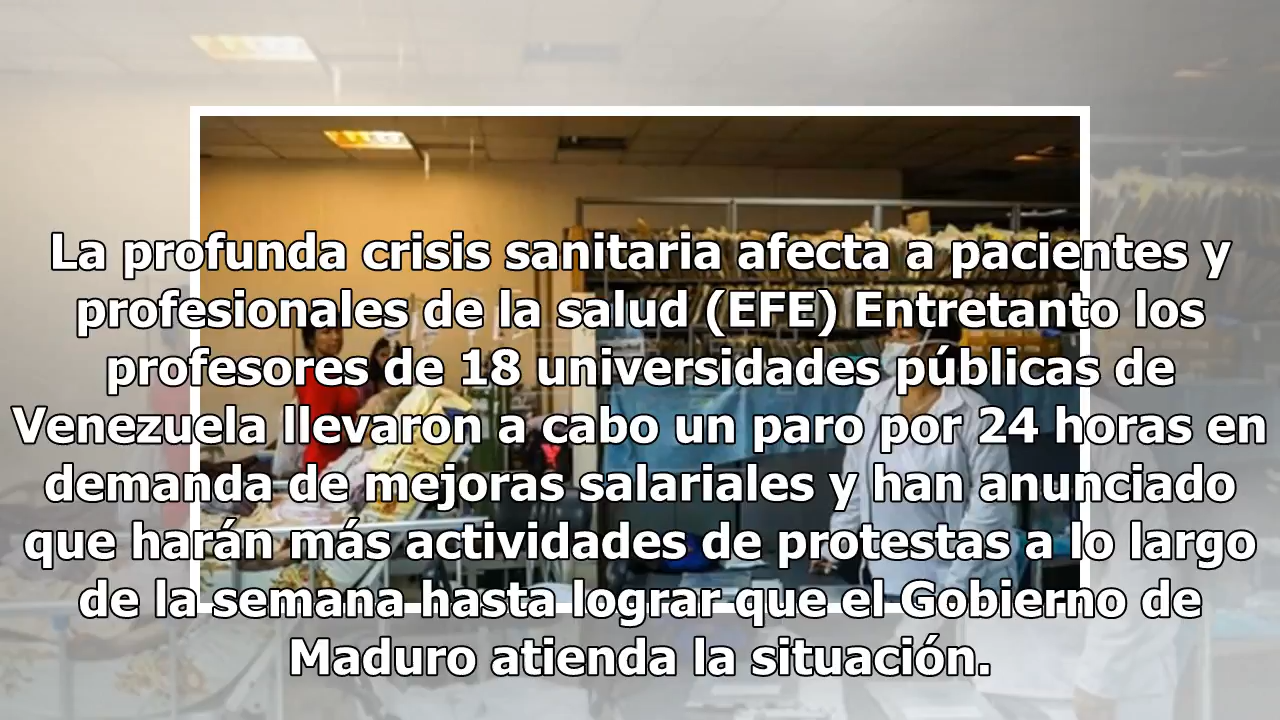 La profunda crisis sanitaria afecta a pacientes y
profesionales de la salud (EFE) Entretanto los
profesores de 18 universidades públicas de
Venezuela llevaron a cabo un paro por 24 horas en
demanda de mejoras salariales y han anunciado
que harán más actividades de protestas a lo largo
de la semana hasta lograr que el Gobierno de
Maduro atienda la situación.